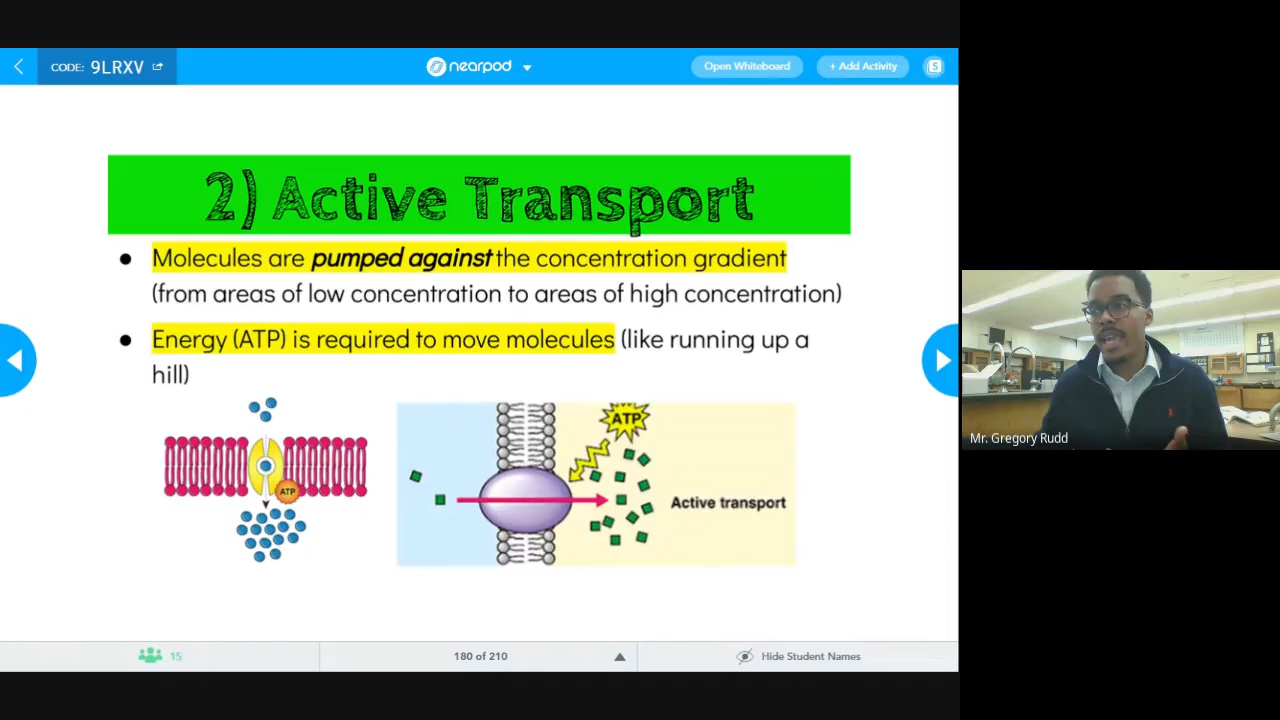 CODE: 9LRXV
nearpod
Open Whiteboard
+ Add Activity
S
2) Active Transport
● Molecules are pumped against the concentration gradient
(from areas of low concentration to areas of high concentration)
● Energy (ATP) is required to move molecules (like running up a
hill)
ATP
ATP
Active transport
Mr. Gregory Rudd
15
180 of 210
Hide Student Names